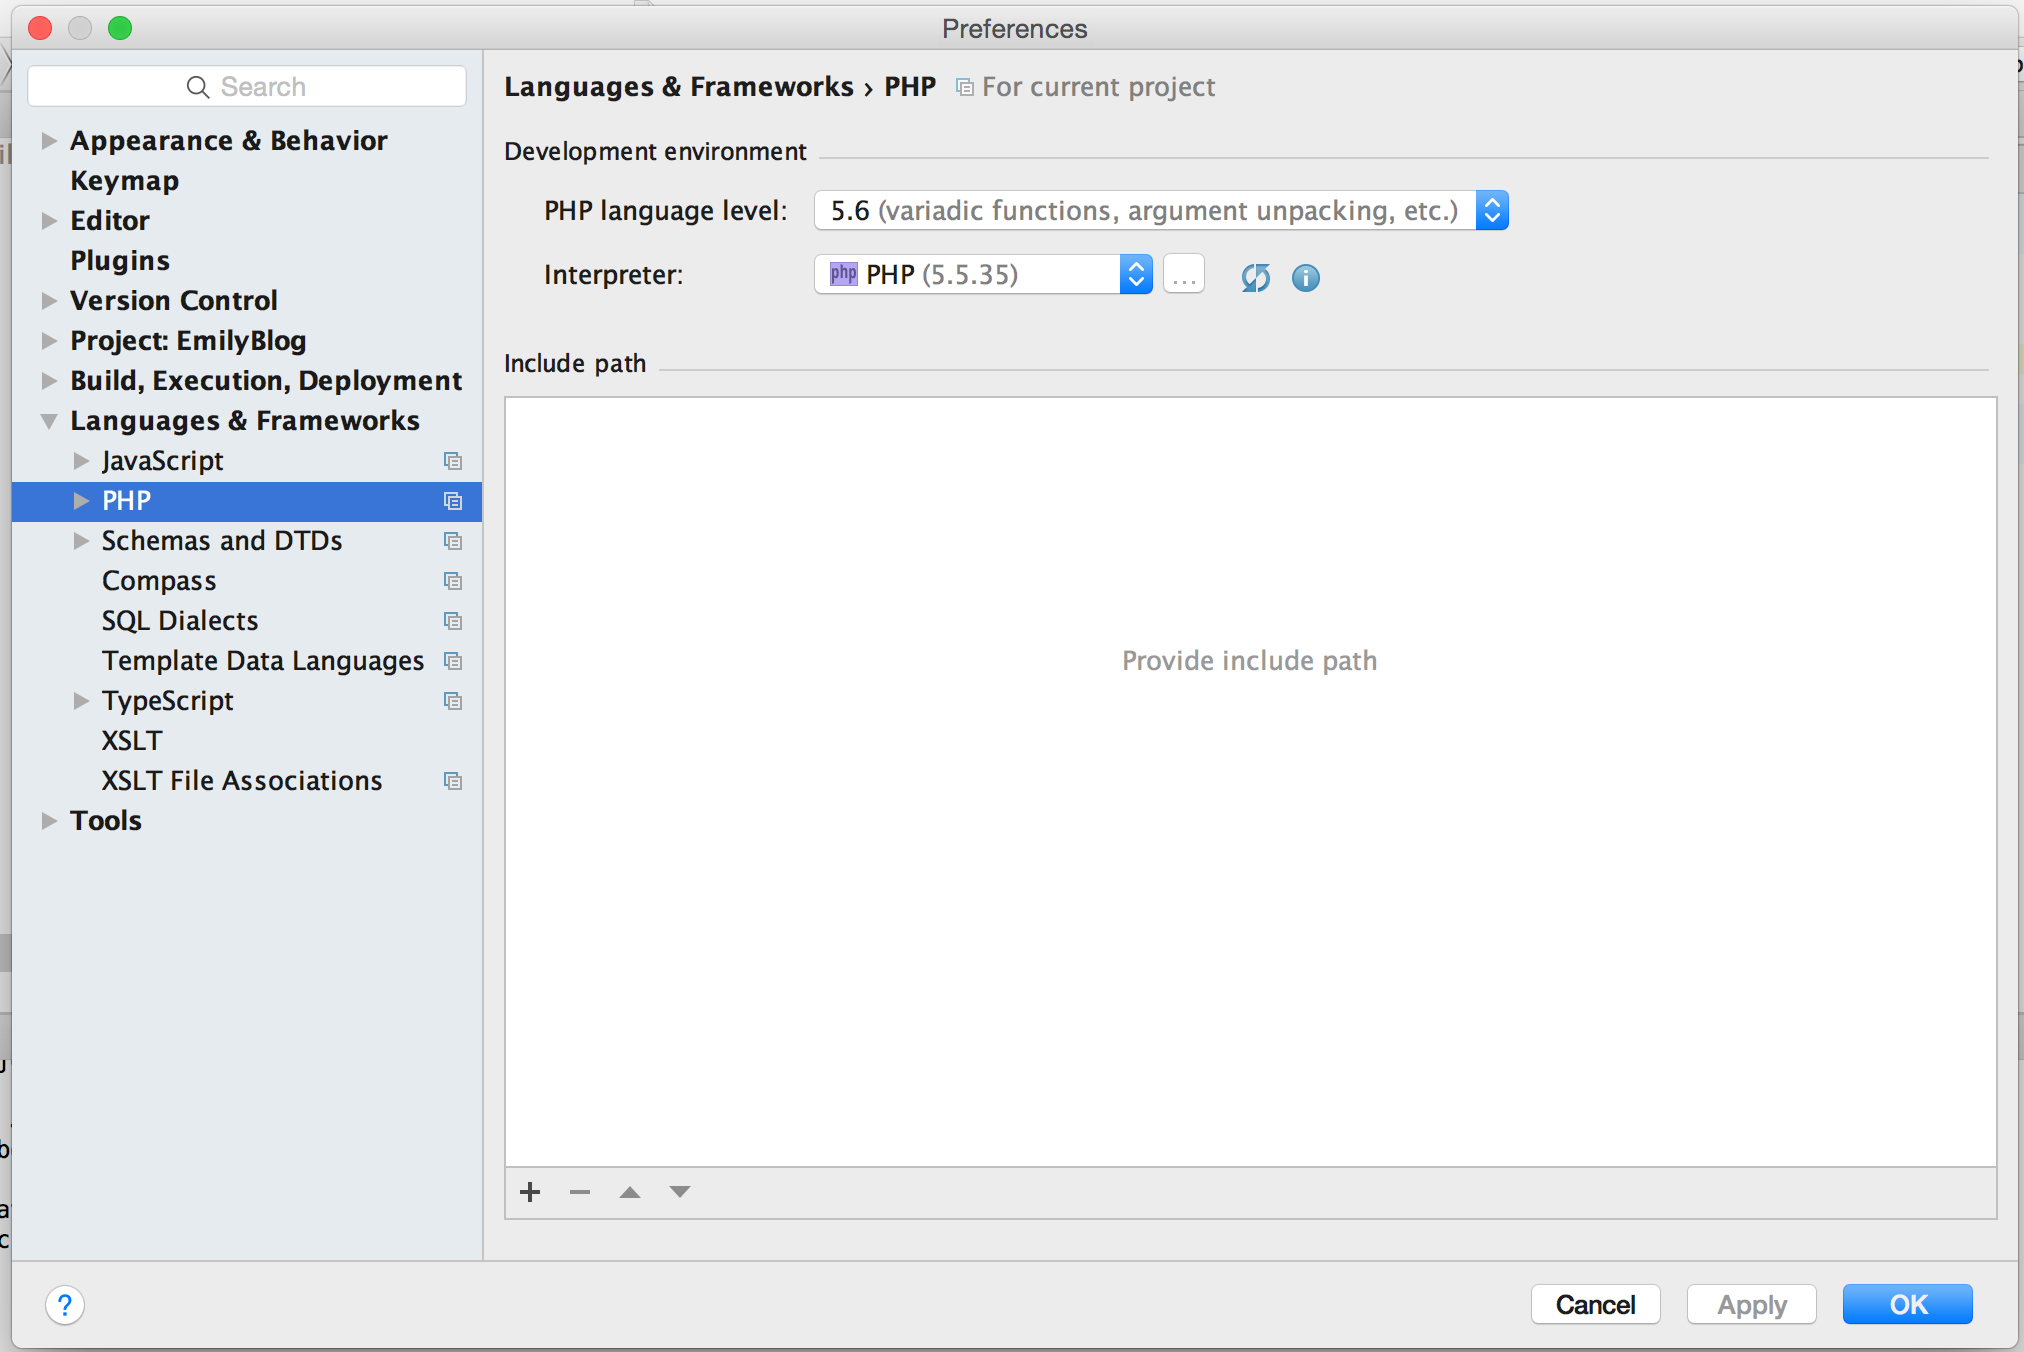 Preferences
Search
Appearance & Behavior
Keymap
Editor
Plugins
Version Control
Project: EmilyBlog
Build, Execution, Deployment
Languages & Frameworks
JavaScript
PHP
Schemas and DTDs
Compass
SQL Dialects
Template Data Languages
TypeScript
XSLT
XSLT File Associations
Tools
Languages & Frameworks › PHP For current project
Development environment
PHP language level: 5.6 (variadic functions, argument unpacking, etc.)
Interpreter: php PHP (5.5.35) ...
Include path
Provide include path
? Cancel Apply OK